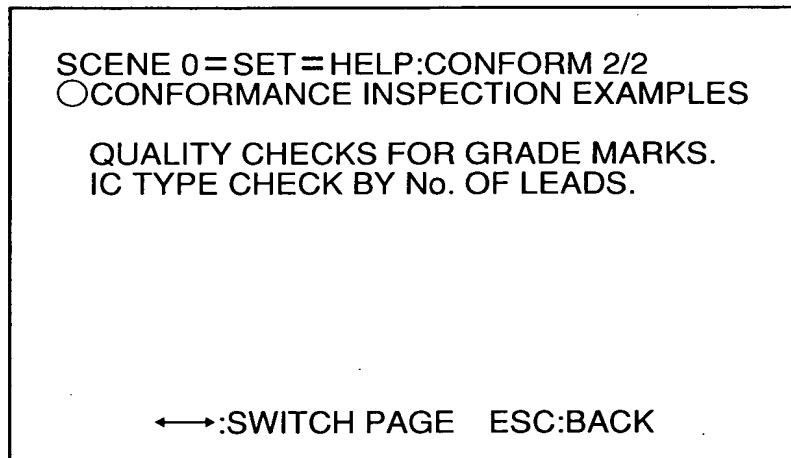 SCENE 0=SET=HELP:CONFORM 2/2
○CONFORMANCE INSPECTION EXAMPLES
QUALITY CHECKS FOR GRADE MARKS.
IC TYPE CHECK BY No. OF LEADS.
←→:SWITCH PAGE ESC:BACK